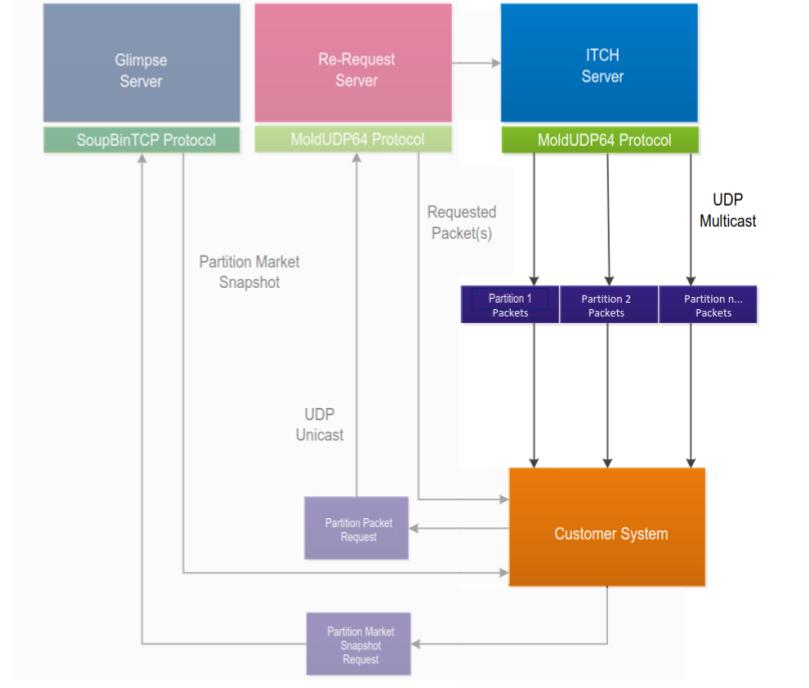 Glimpse
Server
Re-Request
Server
ITCH
Server
SoupBinTCP Protocol
MoldUDP64 Protocol
MoldUDP64 Protocol
Requested
Packet(s)
UDP
Multicast
Partition Market
Snapshot
Partition 1
Packets
Partition 2
Packets
Partition n...
Packets
UDP
Unicast
Partition Packet
Request
Customer System
Partition Market
Snapshot
Request